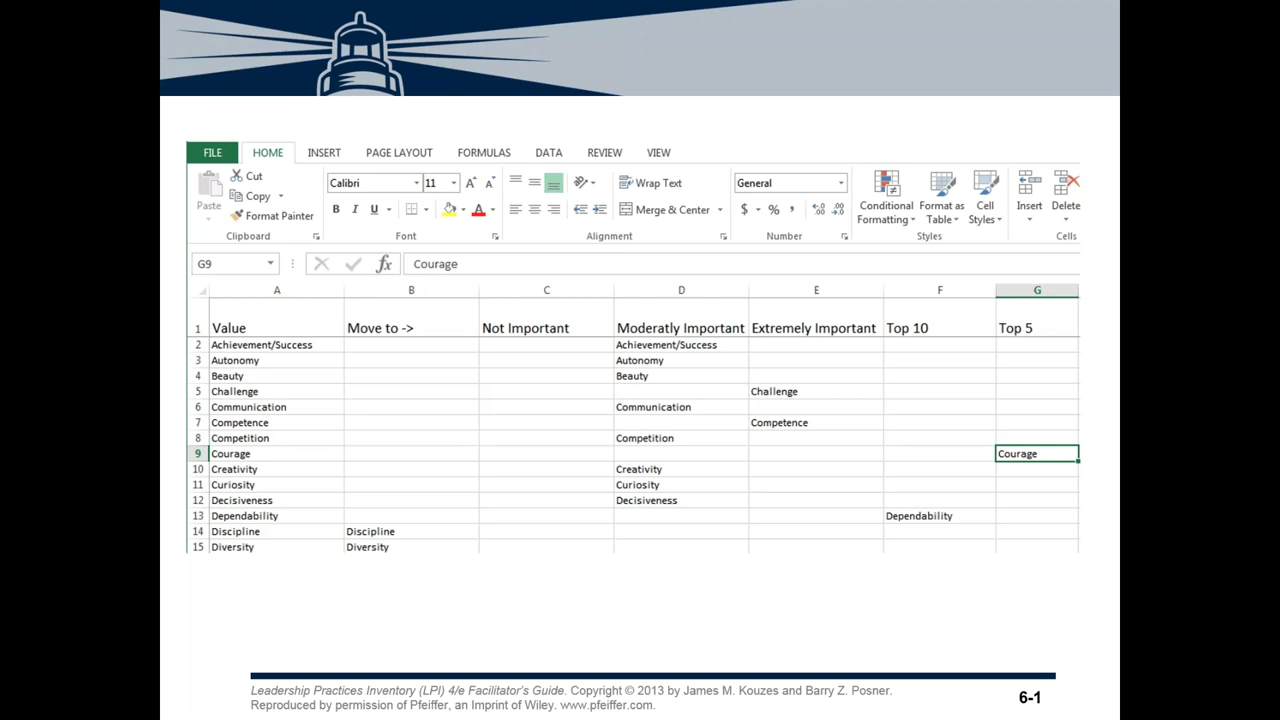 FILE HOME INSERT PAGE LAYOUT FORMULAS DATA REVIEW VIEW
Cut
Copy
Paste
Format Painter
Clipboard
Calibri 11 A A
B I U A
Font
Wrap Text
Merge & Center
Alignment
General
$ % , .00 .00
Number
Conditional Formatting
Format as Table
Cell Styles
Styles
Insert Delete
Cells
G9 fx Courage
A B C D E F G
1 Value Move to -> Not Important Moderatly Important Extremely Important Top 10 Top 5
2 Achievement/Success Achievement/Success
3 Autonomy Autonomy
4 Beauty Beauty
5 Challenge Challenge
6 Communication Communication
7 Competence Competence
8 Competition Competition
9 Courage Courage
10 Creativity Creativity
11 Curiosity Curiosity
12 Decisiveness Decisiveness
13 Dependability Dependability
14 Discipline Discipline
15 Diversity Diversity
Leadership Practices Inventory (LPI) 4/e Facilitator's Guide. Copyright © 2013 by James M. Kouzes and Barry Z. Posner.
Reproduced by permission of Pfeiffer, an Imprint of Wiley. www.pfeiffer.com.
6-1